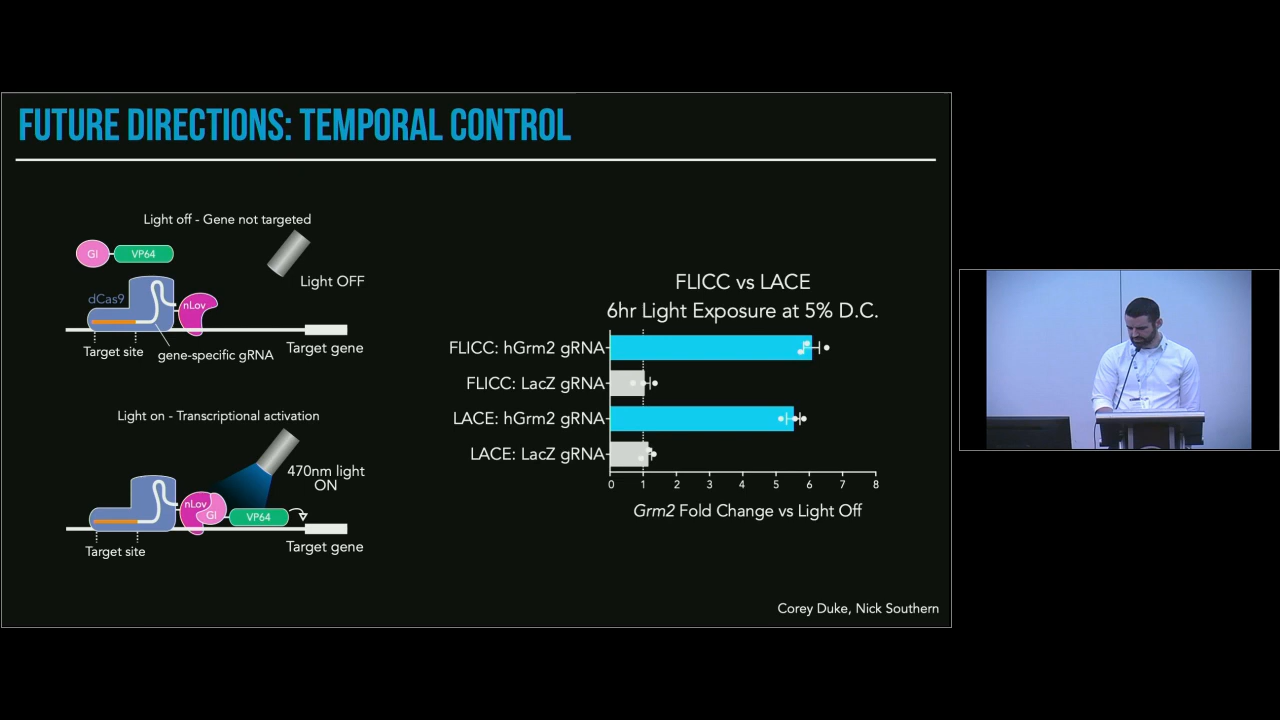 FUTURE DIRECTIONS: TEMPORAL CONTROL
Light off - Gene not targeted
GI
VP64
Light OFF
dCas9
nLov
Target site
gene-specific gRNA
Target gene
Light on - Transcriptional activation
470nm light
ON
nLov
GI
VP64
Target site
Target gene
FLICC vs LACE
6hr Light Exposure at 5% D.C.
FLICC: hGrm2 gRNA
FLICC: LacZ gRNA
LACE: hGrm2 gRNA
LACE: LacZ gRNA
0 1 2 3 4 5 6 7 8
Grm2 Fold Change vs Light Off
Corey Duke, Nick Southern